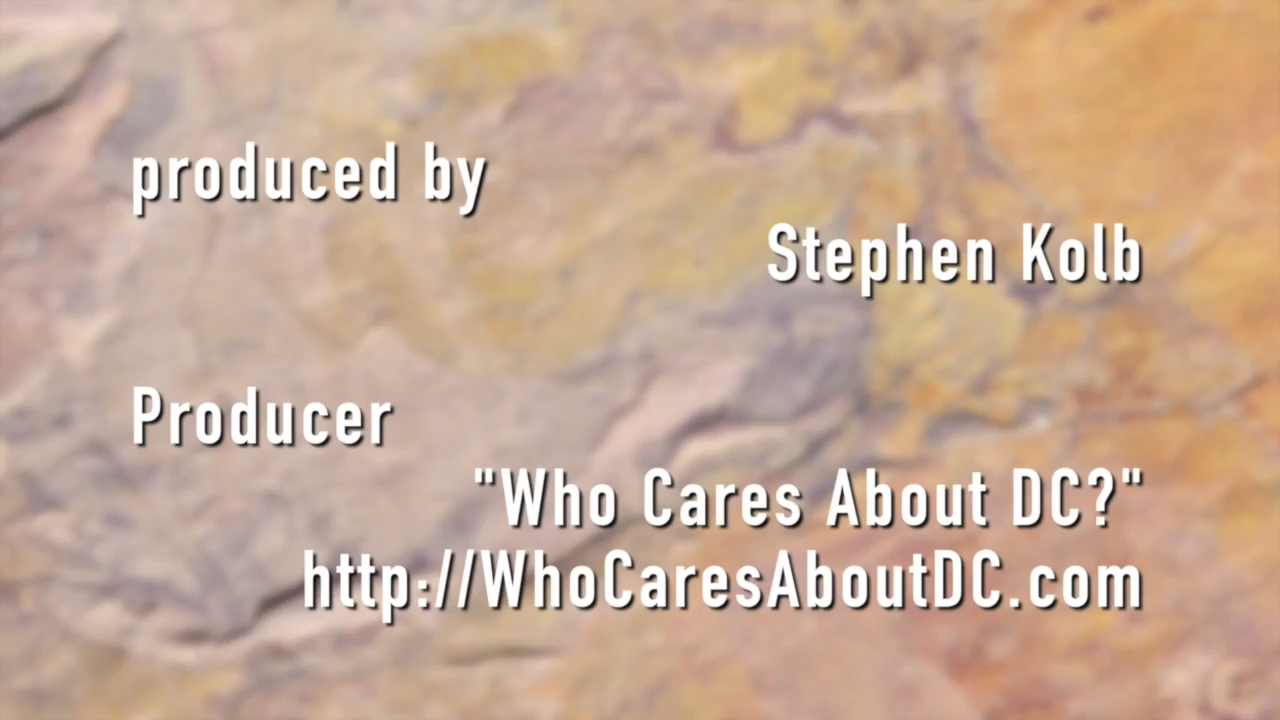 produced by
Stephen Kolb
Producer
"Who Cares About DC?"
http://WhoCaresAboutDC.com